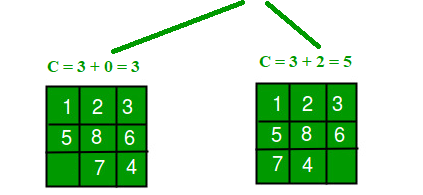 C = 3 + 0 = 3
1 2 3
5 8 6
7 4
C = 3 + 2 = 5
1 2 3
5 8 6
7 4